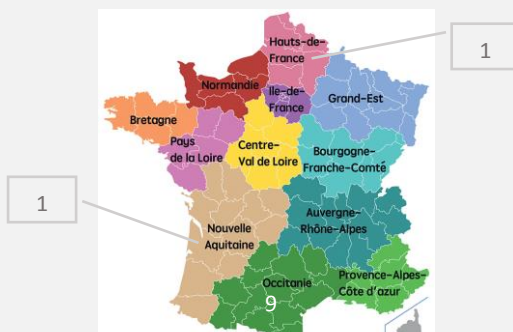 Hauts-de-
France
1
Normandie
Ile-de-
France
Grand-Est
Bretagne
Pays
de la Loire
Centre-
Val de Loire
Bourgogne-
Franche-Comté
1
Nouvelle
Aquitaine
Auvergne-
Rhône-Alpes
Occitanie
9
Provence-Alpes-
Côte d'azur